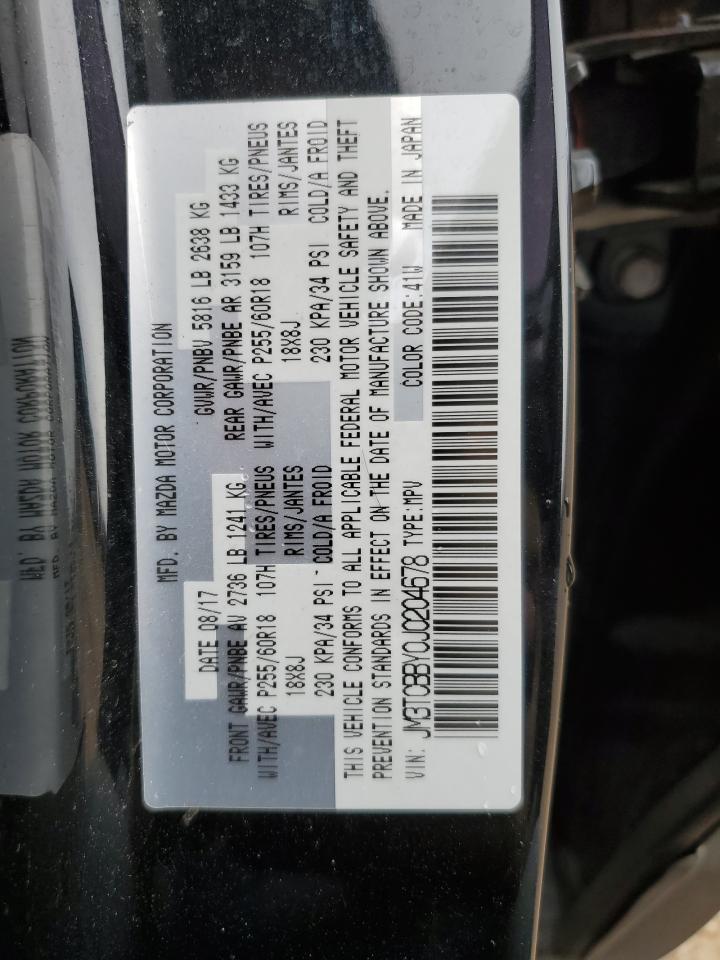 MFD. BY MAZDA MOTOR CORPORATION
DATE 08/17 GVWR/PNBV 5816 LB 2638 KG
FRONT GAWR/PNBE AV 2736 LB 1241 KG REAR GAWR/PNBE AR 3159 LB 1433 KG
WITH/AVEC P255/60R18 107H TIRES/PNEUS WITH/AVEC P255/60R18 107H TIRES/PNEUS
18X8J RIMS/JANTES 18X8J RIMS/JANTES
230 KPA/34 PSI COLD/A FROID 230 KPA/34 PSI COLD/A FROID
THIS VEHICLE CONFORMS TO ALL APPLICABLE FEDERAL MOTOR VEHICLE SAFETY AND THEFT
PREVENTION STANDARDS IN EFFECT ON THE DATE OF MANUFACTURE SHOWN ABOVE.
VIN: JM3TCBBY0J0204678 TYPE:MPV COLOR CODE:41W MADE IN JAPAN